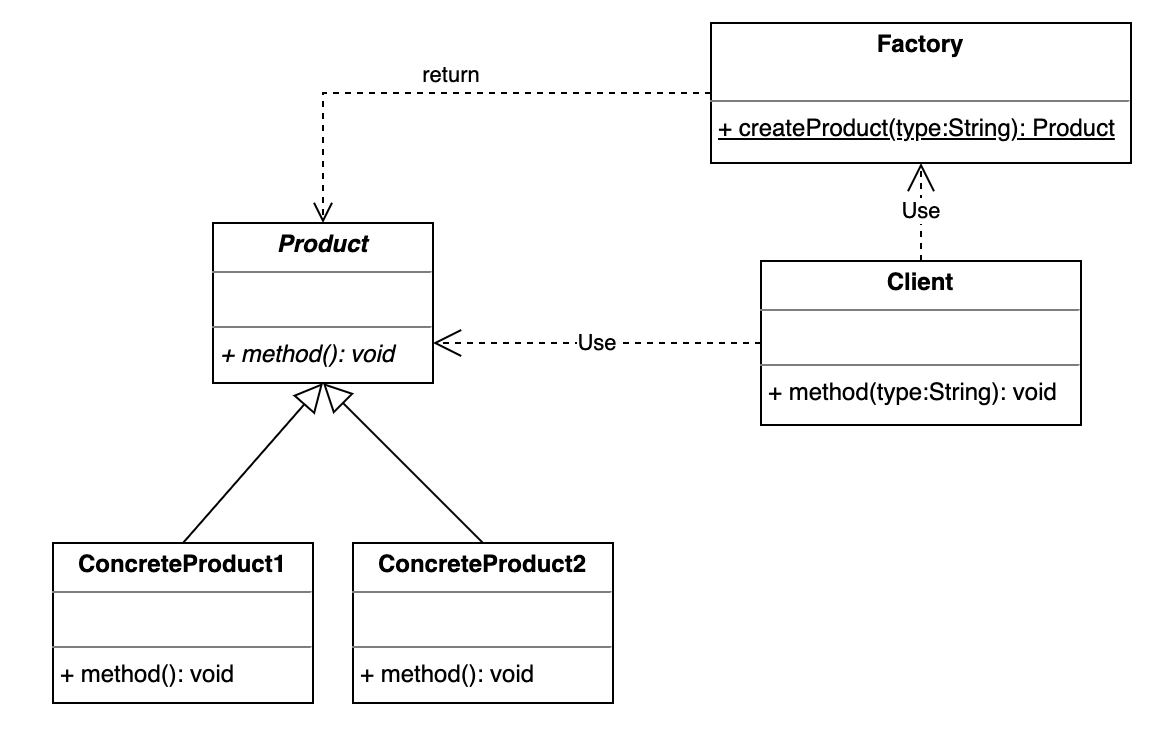 Factory
return
+ createProduct(type:String): Product
Use
Product
Client
+ method(): void
Use
+ method(type:String): void
ConcreteProduct1
ConcreteProduct2
+ method(): void
+ method(): void